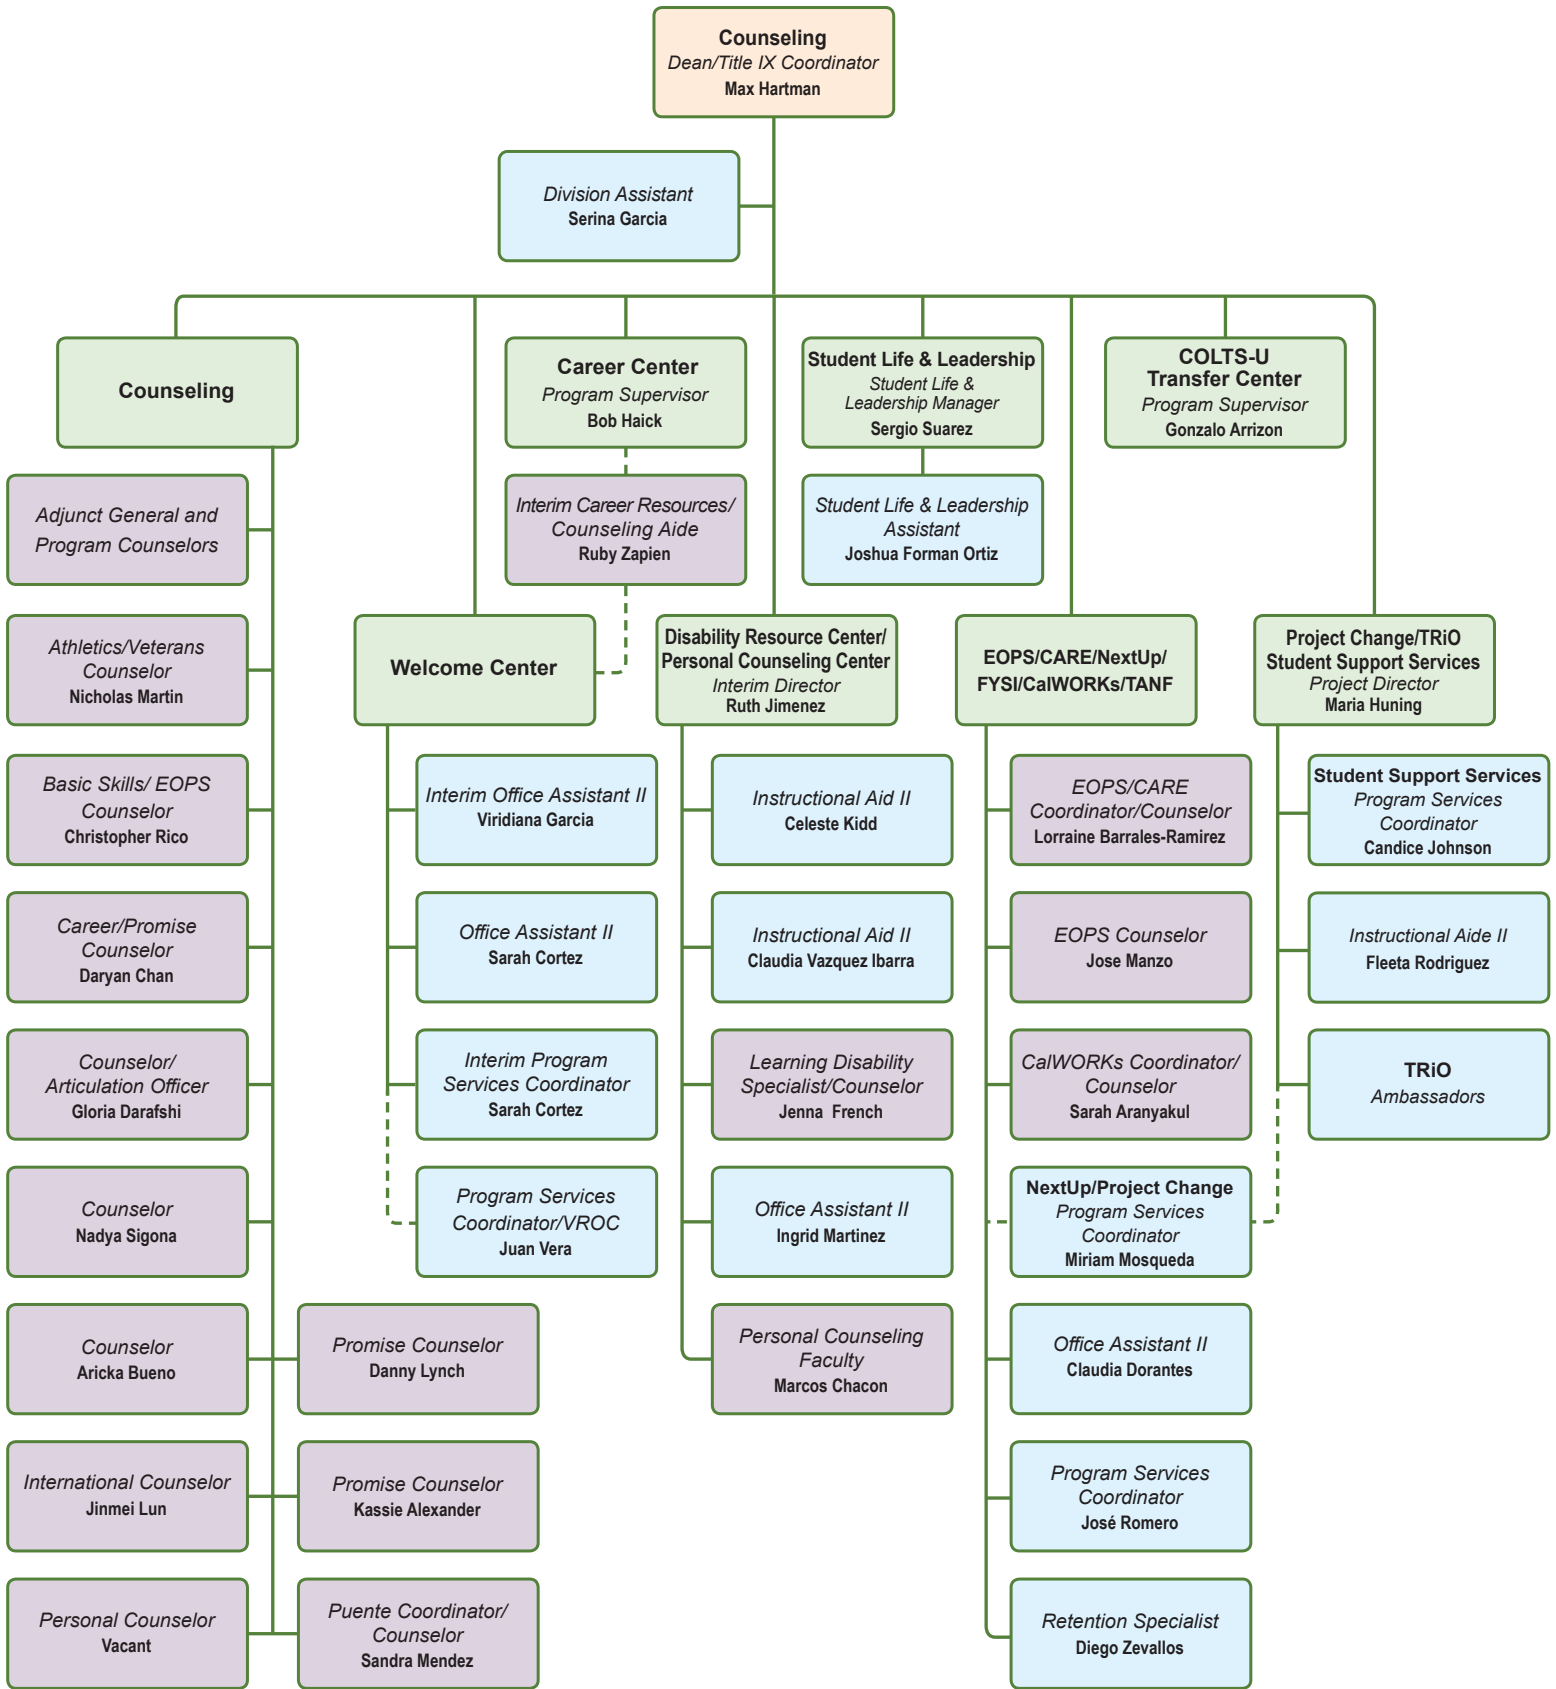 Counseling
Dean/Title IX Coordinator
Max Hartman
Division Assistant
Serina Garcia
Counseling
Career Center
Program Supervisor
Bob Haick
Student Life & Leadership
Student Life &
Leadership Manager
Sergio Suarez
COLTS-U
Transfer Center
Program Supervisor
Gonzalo Arrizon
Adjunct General and
Program Counselors
Interim Career Resources/
Counseling Aide
Ruby Zapien
Student Life & Leadership
Assistant
Joshua Forman Ortiz
Athletics/Veterans
Counselor
Nicholas Martin
Welcome Center
Disability Resource Center/
Personal Counseling Center
Interim Director
Ruth Jimenez
EOPS/CARE/NextUp/
FYSI/CalWORKs/TANF
Project Change/TRiO
Student Support Services
Project Director
Maria Huning
Basic Skills/ EOPS
Counselor
Christopher Rico
Interim Office Assistant II
Viridiana Garcia
Instructional Aid II
Celeste Kidd
EOPS/CARE
Coordinator/Counselor
Lorraine Barrales-Ramirez
Student Support Services
Program Services
Coordinator
Candice Johnson
Career/Promise
Counselor
Daryan Chan
Office Assistant II
Sarah Cortez
Instructional Aid II
Claudia Vazquez Ibarra
EOPS Counselor
Jose Manzo
Instructional Aide II
Fleeta Rodriguez
Counselor/
Articulation Officer
Gloria Darafshi
Interim Program
Services Coordinator
Sarah Cortez
Learning Disability
Specialist/Counselor
Jenna  French
CalWORKs Coordinator/
Counselor
Sarah Aranyakul
TRiO
Ambassadors
Counselor
Nadya Sigona
Program Services
Coordinator/VROC
Juan Vera
Office Assistant II
Ingrid Martinez
NextUp/Project Change
Program Services
Coordinator
Miriam Mosqueda
Counselor
Aricka Bueno
Promise Counselor
Danny Lynch
Personal Counseling
Faculty
Marcos Chacon
Office Assistant II
Claudia Dorantes
International Counselor
Jinmei Lun
Promise Counselor
Kassie Alexander
Program Services
Coordinator
José Romero
Personal Counselor
Vacant
Puente Coordinator/
Counselor
Sandra Mendez
Retention Specialist
Diego Zevallos